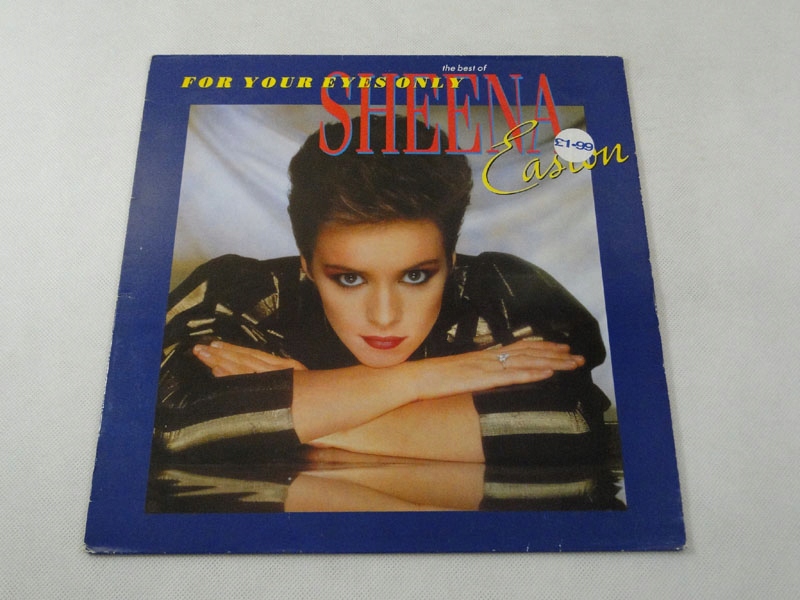 the best of
FOR YOUR EYES ONLY
SHEENA
Easton
£1-99